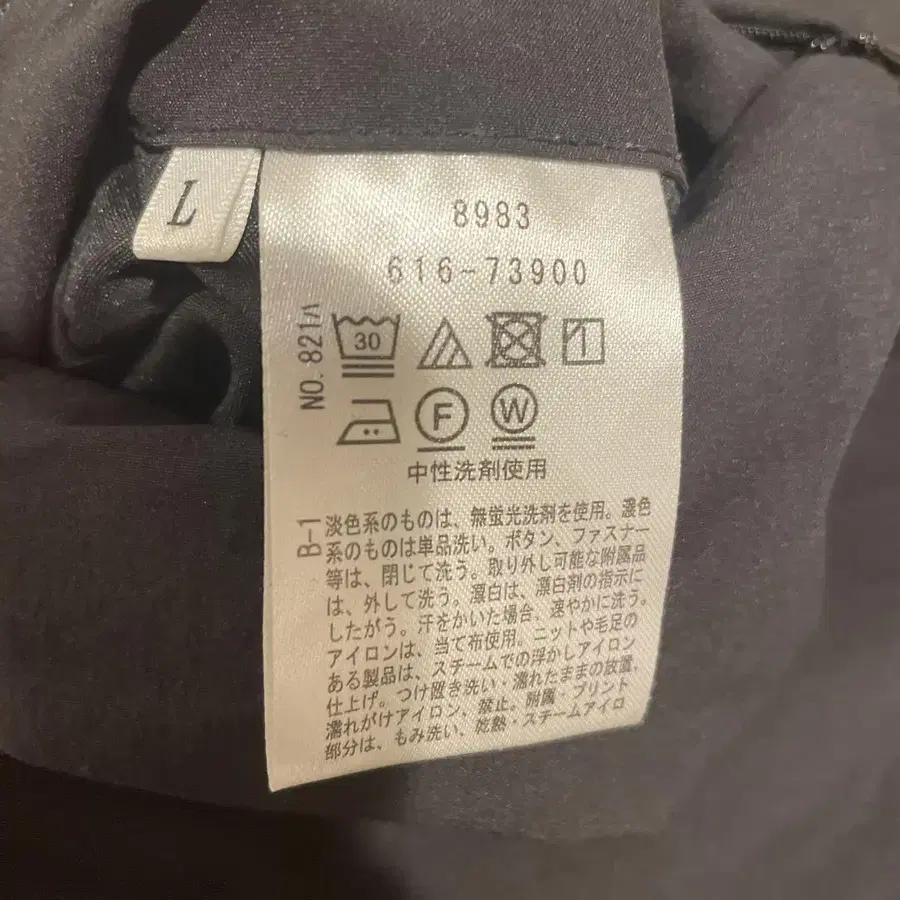 L
8983
616-73900
NO. 821ハ
30
F
W
中性洗剤使用
B-1
淡色系のものは、無蛍光洗剤を使用。濃色
系のものは単品洗い。ボタン、ファスナー
等は、閉じて洗う。取り外し可能な附属品
は、外して洗う。漂白は、漂白剤の指示に
したがう。汗をかいた場合、速やかに洗う。
アイロンは、当て布使用。ニットや毛足の
ある製品は、スチームでの浮かしアイロン
仕上げ。つけ置き洗い・濡れたままの放置、
濡れがけアイロン、禁止。附属・プリント
部分は、もみ洗い、乾熱・スチームアイロ